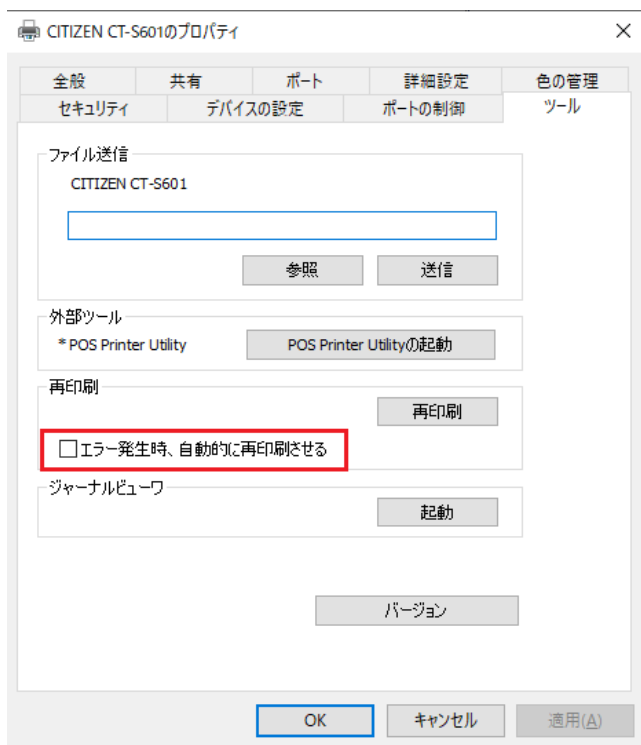 CITIZEN CT-S601のプロパティ
全般 共有 ポート 詳細設定 色の管理
セキュリティ デバイスの設定 ポートの制御 ツール
ファイル送信
CITIZEN CT-S601
参照 送信
外部ツール
* POS Printer Utility POS Printer Utilityの起動
再印刷
再印刷
エラー発生時、自動的に再印刷させる
ジャーナルビューワ
起動
バージョン
OK キャンセル 適用(A)